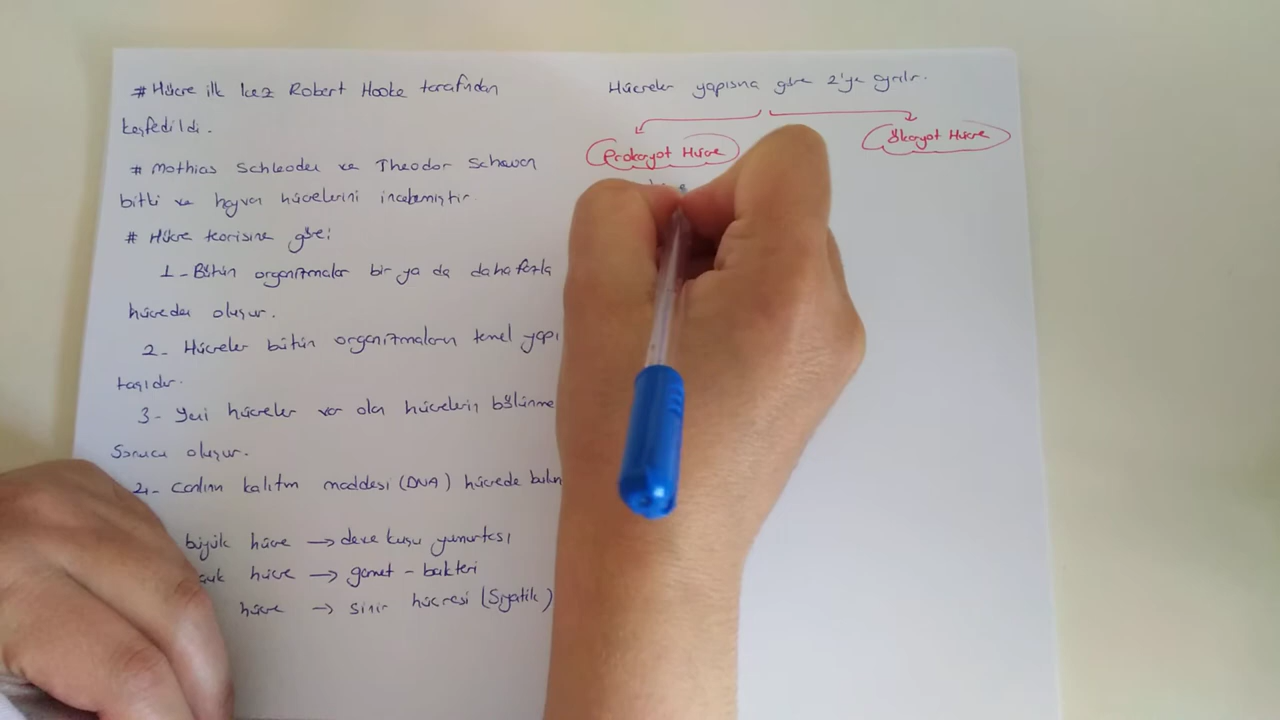 # Hücre ilk kez Robert Hooke tarafından
keşfedildi.
# Mathias Schleoden ve Theodor Schwan
bitki ve hayvan hücrelerini incelemiştir.
# Hücre teorisine göre;
1- Bütün organizmalar bir ya da daha fazla
hücreden oluşur.
2- Hücreler bütün organizmaların temel yapı
taşıdır.
3- Yeni hücreler var olan hücrelerin bölünme
Sonucu oluşur.
4- Canlının kalıtım maddesi (DNA) hücrede
büyük hücre → deve kuşu yumurtası
hücre → gamet - bakteri
hücre → sinir hücresi (Siyatik)
Hücreler yapısına göre 2'ye ayrılır.
Prokaryot Hücre
Ökaryot Hücre